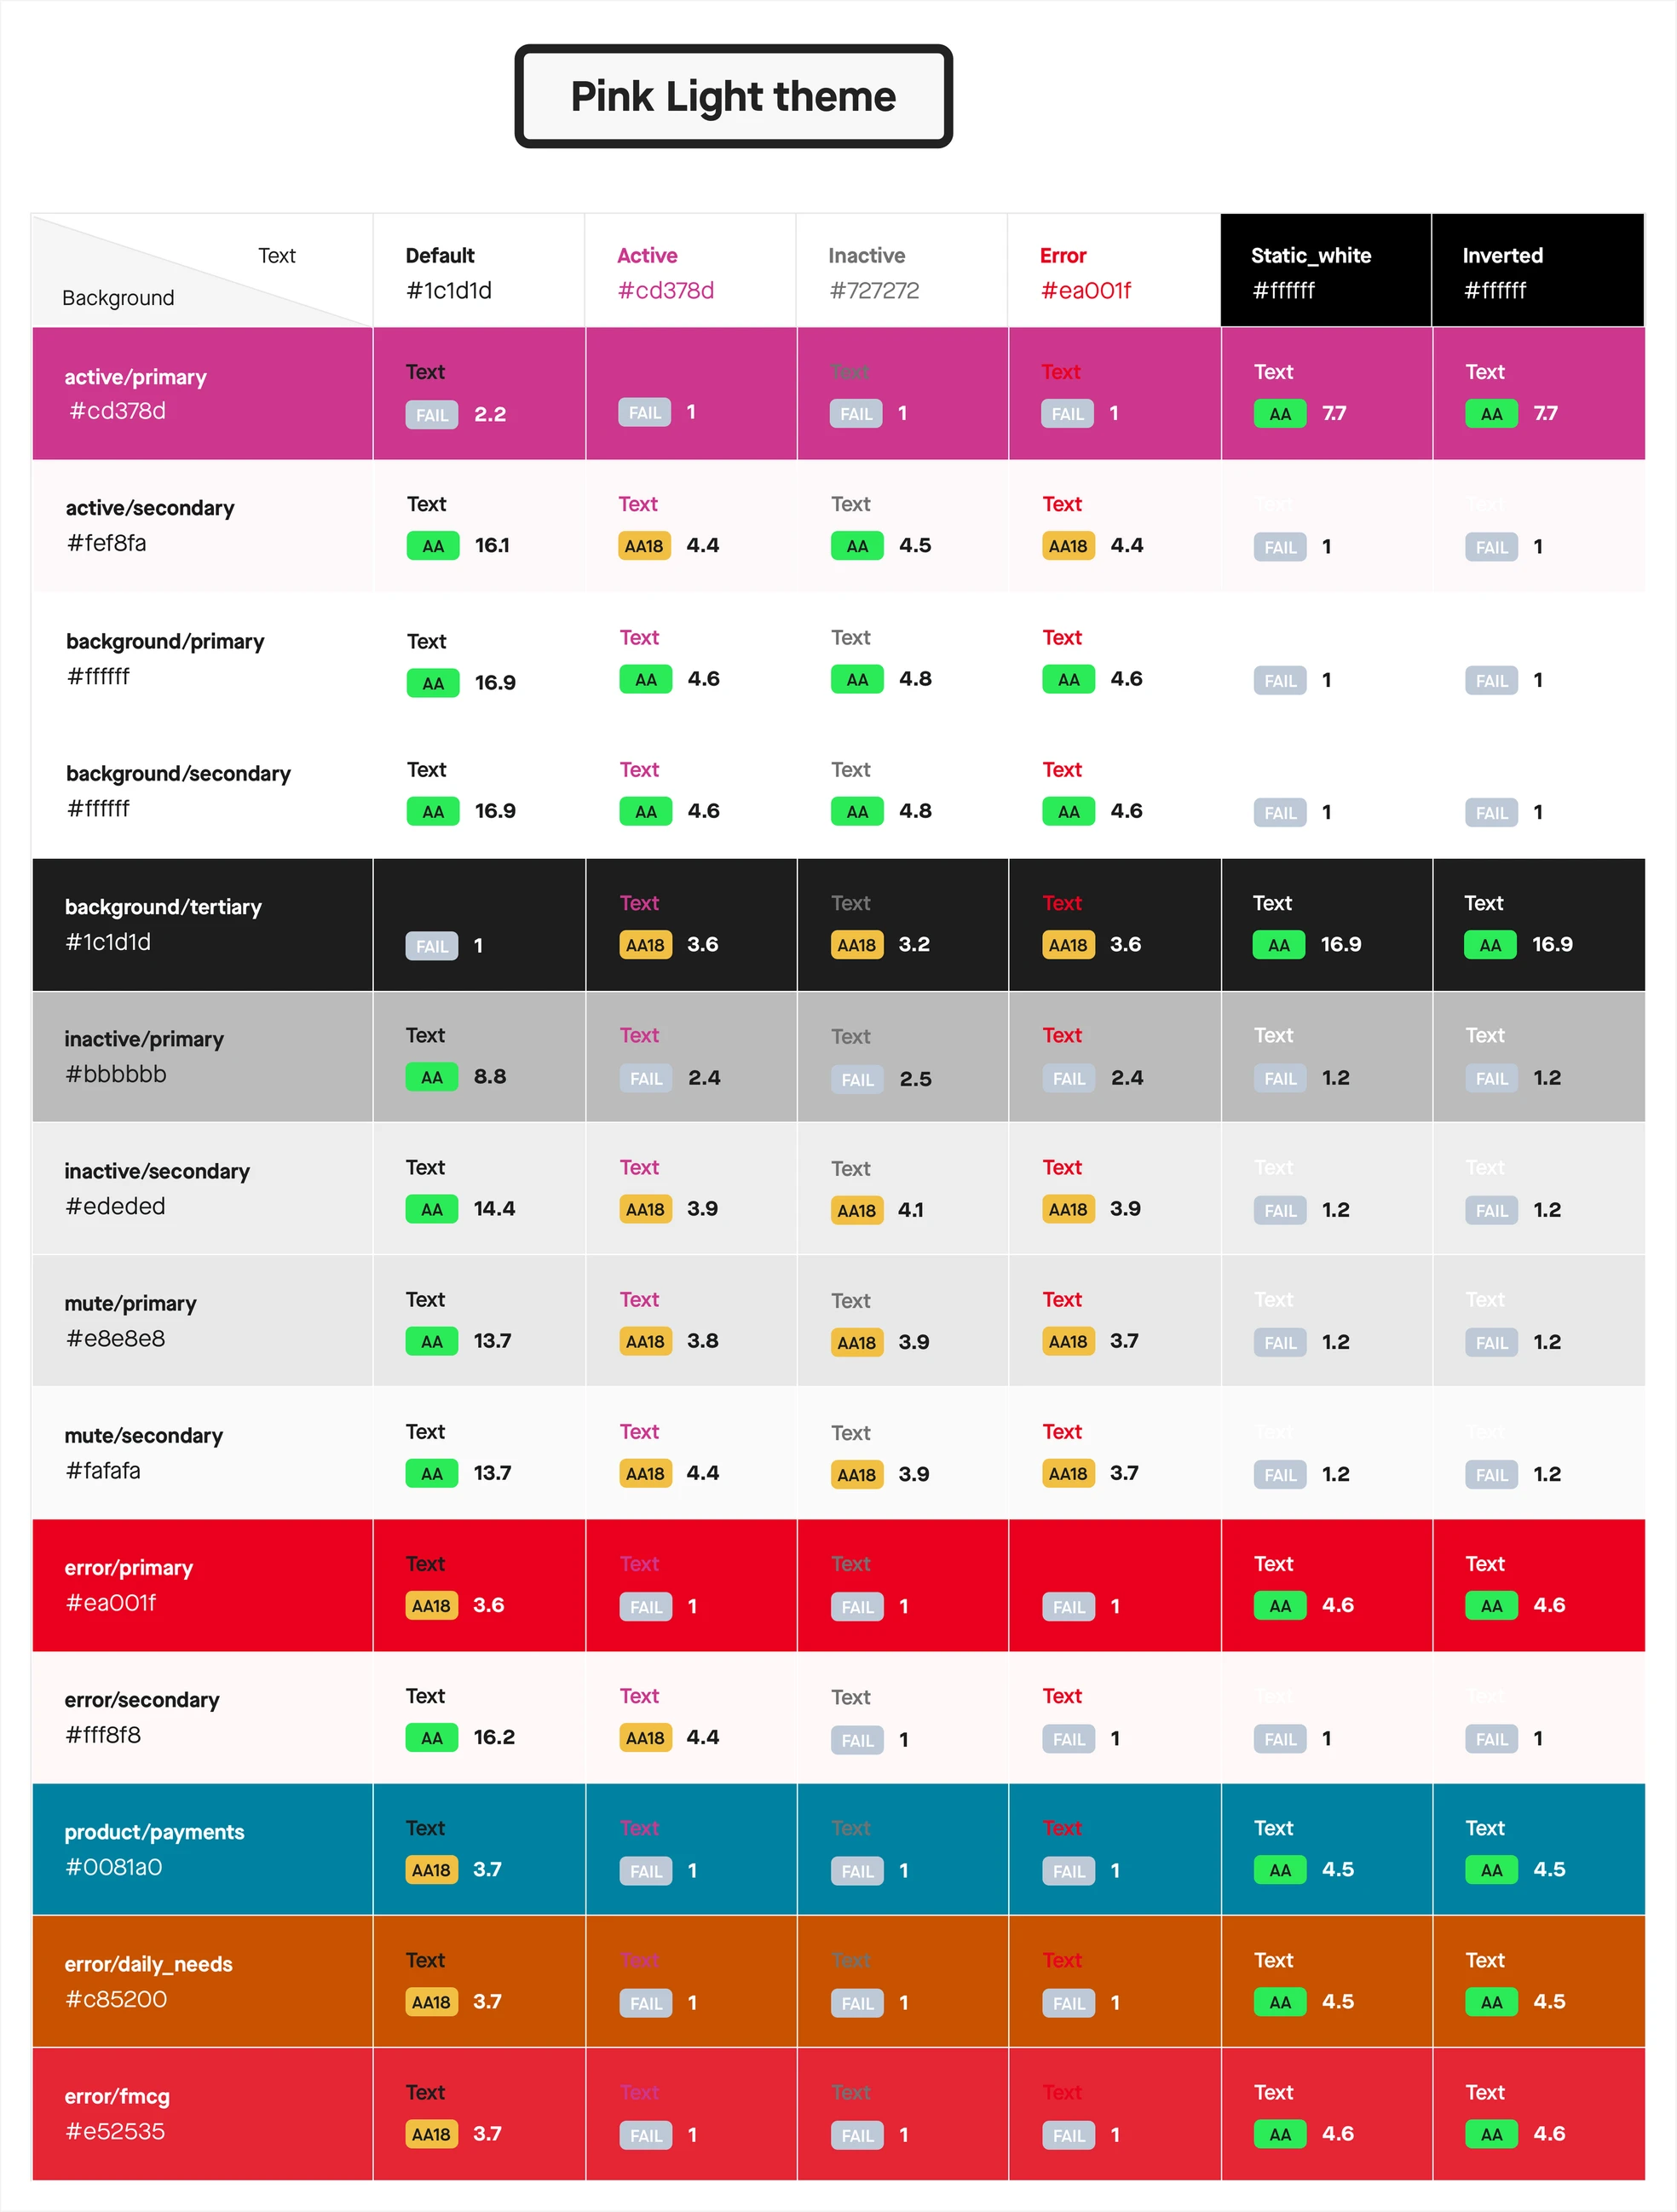 Pink Light theme
Text
Background
Default
#1c1d1d
Active
#cd378d
Inactive
#727272
Error
#ea001f
Static_white
#ffffff
Inverted
#ffffff
active/primary
#cd378d
Text
FAIL 2.2
FAIL 1
Text
FAIL 1
Text
FAIL 1
Text
AA 7.7
Text
AA 7.7
active/secondary
#fef8fa
Text
AA 16.1
Text
AA18 4.4
Text
AA 4.5
Text
AA18 4.4
Text
FAIL 1
Text
FAIL 1
background/primary
#ffffff
Text
AA 16.9
Text
AA 4.6
Text
AA 4.8
Text
AA 4.6
FAIL 1
FAIL 1
background/secondary
#ffffff
Text
AA 16.9
Text
AA 4.6
Text
AA 4.8
Text
AA 4.6
FAIL 1
FAIL 1
background/tertiary
#1c1d1d
FAIL 1
Text
AA18 3.6
Text
AA18 3.2
Text
AA18 3.6
Text
AA 16.9
Text
AA 16.9
inactive/primary
#bbbbbb
Text
AA 8.8
Text
FAIL 2.4
Text
FAIL 2.5
Text
FAIL 2.4
Text
FAIL 1.2
Text
FAIL 1.2
inactive/secondary
#ededed
Text
AA 14.4
Text
AA18 3.9
Text
AA18 4.1
Text
AA18 3.9
Text
FAIL 1.2
Text
FAIL 1.2
mute/primary
#e8e8e8
Text
AA 13.7
Text
AA18 3.8
Text
AA18 3.9
Text
AA18 3.7
Text
FAIL 1.2
Text
FAIL 1.2
mute/secondary
#fafafa
Text
AA 13.7
Text
AA18 4.4
Text
AA18 3.9
Text
AA18 3.7
Text
FAIL 1.2
Text
FAIL 1.2
error/primary
#ea001f
Text
AA18 3.6
Text
FAIL 1
Text
FAIL 1
FAIL 1
Text
AA 4.6
Text
AA 4.6
error/secondary
#fff8f8
Text
AA 16.2
Text
AA18 4.4
Text
FAIL 1
Text
FAIL 1
Text
FAIL 1
Text
FAIL 1
product/payments
#0081a0
Text
AA18 3.7
Text
FAIL 1
Text
FAIL 1
Text
FAIL 1
Text
AA 4.5
Text
AA 4.5
error/daily_needs
#c85200
Text
AA18 3.7
Text
FAIL 1
Text
FAIL 1
Text
FAIL 1
Text
AA 4.5
Text
AA 4.5
error/fmcg
#e52535
Text
AA18 3.7
Text
FAIL 1
Text
FAIL 1
Text
FAIL 1
Text
AA 4.6
Text
AA 4.6